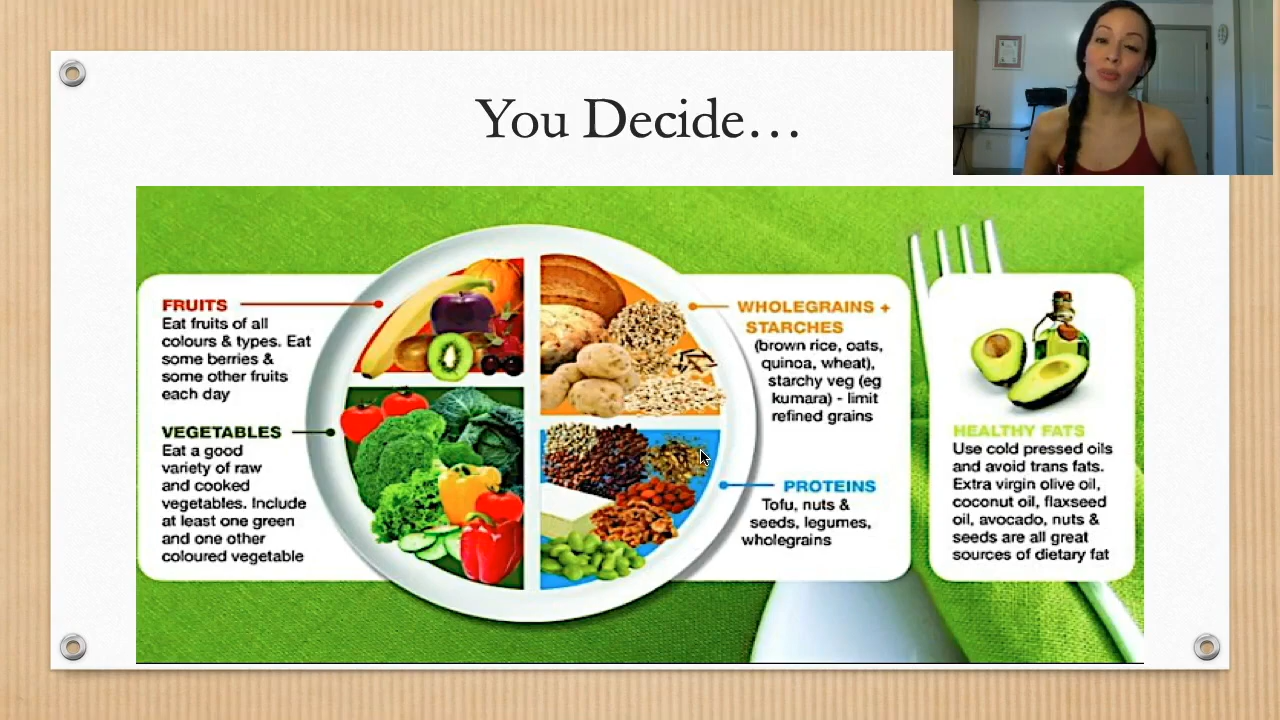 You Decide…
FRUITS
Eat fruits of all
colours & types. Eat
some berries &
some other fruits
each day
VEGETABLES
Eat a good
variety of raw
and cooked
vegetables. Include
at least one green
and one other
coloured vegetable
WHOLEGRAINS +
STARCHES
(brown rice, oats,
quinoa, wheat),
starchy veg (eg
kumara) - limit
refined grains
PROTEINS
Tofu, nuts &
seeds, legumes,
wholegrains
HEALTHY FATS
Use cold pressed oils
and avoid trans fats.
Extra virgin olive oil,
coconut oil, flaxseed
oil, avocado, nuts &
seeds are all great
sources of dietary fat